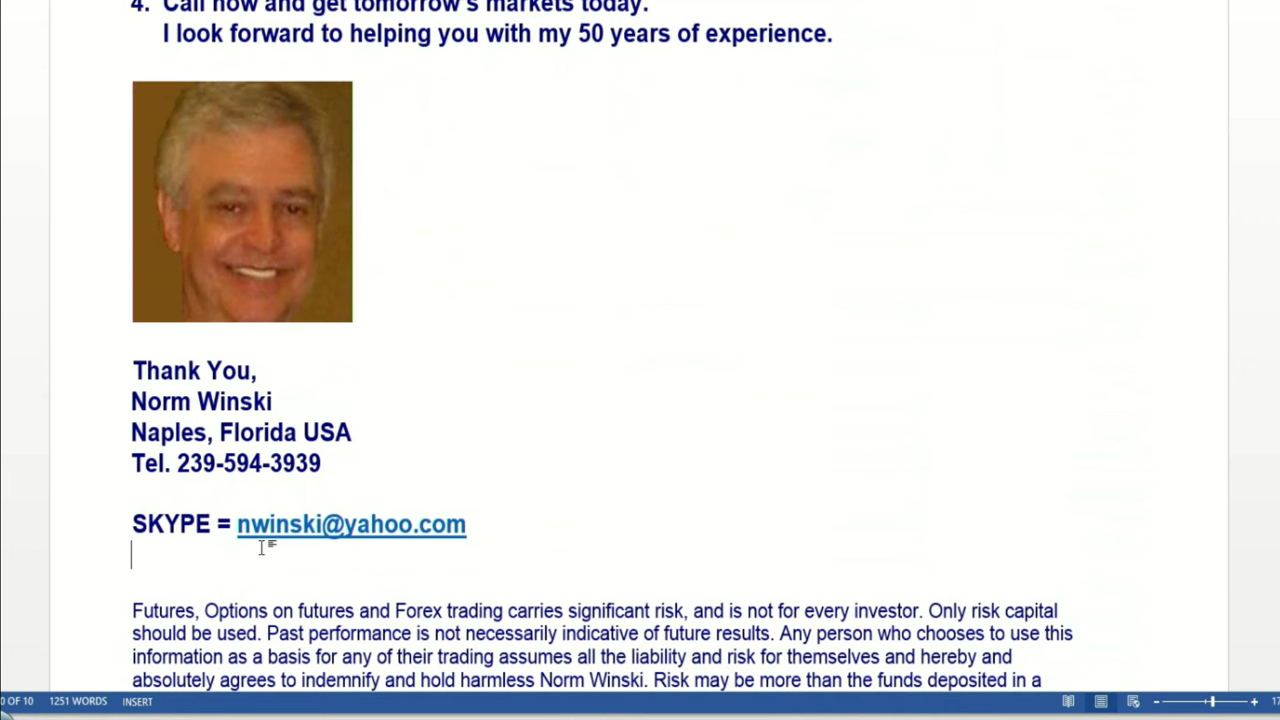 4. Call now and get tomorrow's markets today.
I look forward to helping you with my 50 years of experience.
Thank You,
Norm Winski
Naples, Florida USA
Tel. 239-594-3939
SKYPE = nwinski@yahoo.com
Futures, Options on futures and Forex trading carries significant risk, and is not for every investor. Only risk capital
should be used. Past performance is not necessarily indicative of future results. Any person who chooses to use this
information as a basis for any of their trading assumes all the liability and risk for themselves and hereby and
absolutely agrees to indemnify and hold harmless Norm Winski. Risk may be more than the funds deposited in a
0 OF 10 1251 WORDS INSERT